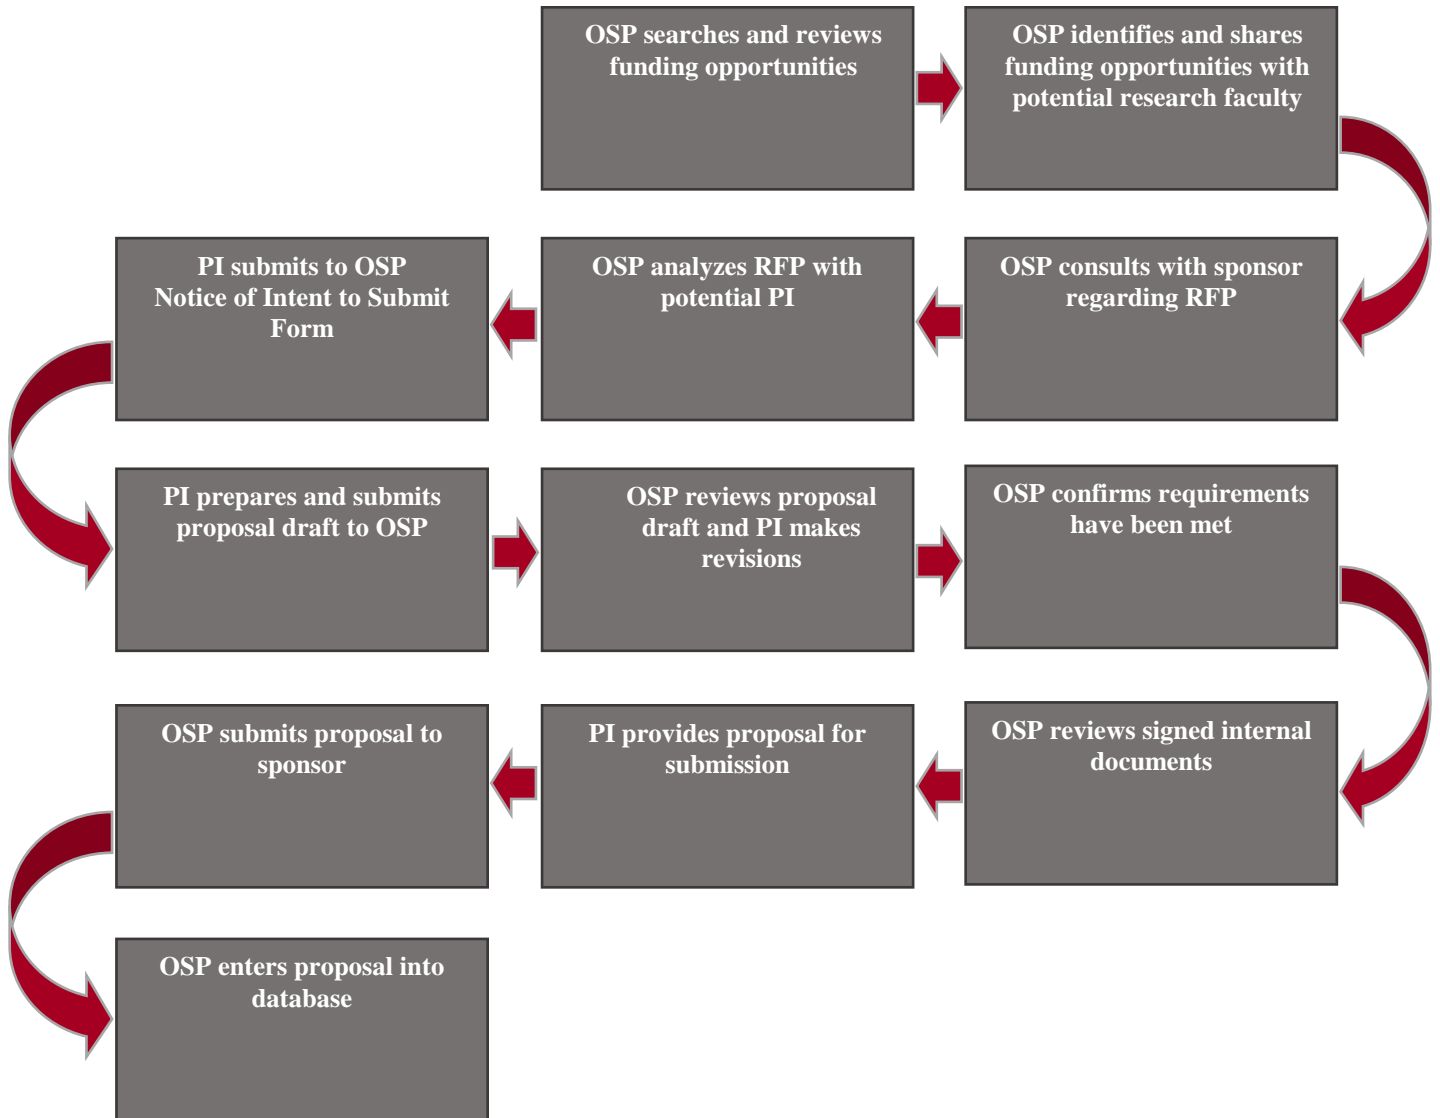 OSP searches and reviews
funding opportunities
OSP identifies and shares
funding opportunities with
potential research faculty
OSP consults with sponsor
regarding RFP
OSP analyzes RFP with
potential PI
PI submits to OSP
Notice of Intent to Submit
Form
PI prepares and submits
proposal draft to OSP
OSP reviews proposal
draft and PI makes
revisions
OSP confirms requirements
have been met
OSP reviews signed internal
documents
PI provides proposal for
submission
OSP submits proposal to
sponsor
OSP enters proposal into
database